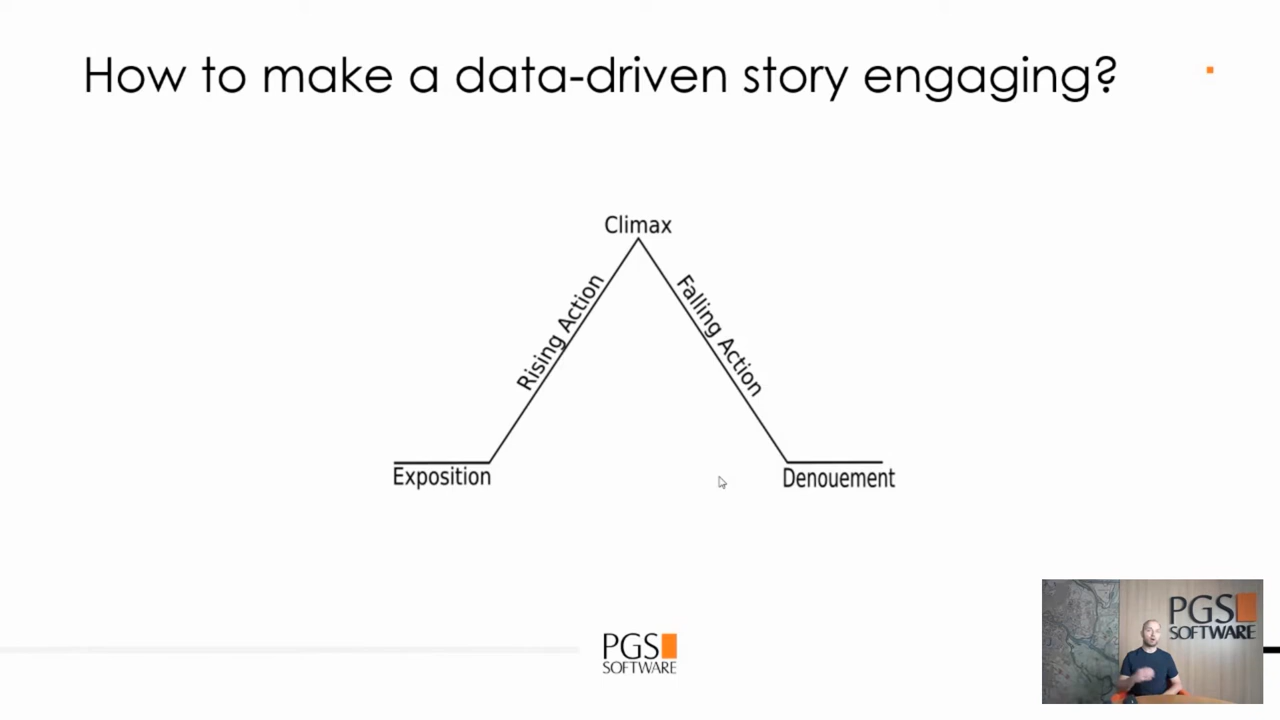 How to make a data-driven story engaging?
Climax
Rising Action
Falling Action
Exposition
Denouement
PGS
SOFTWARE
PGS
SOFTWARE